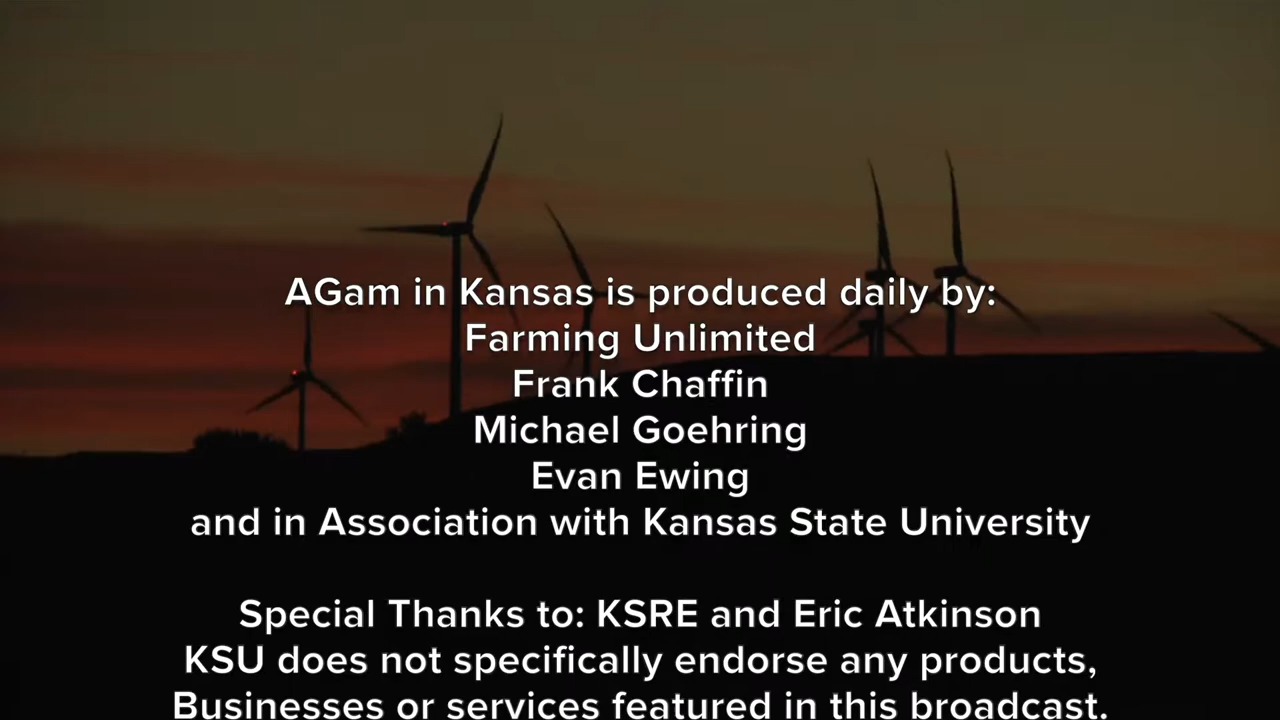 AGam in Kansas is produced daily by:
Farming Unlimited
Frank Chaffin
Michael Goehring
Evan Ewing
and in Association with Kansas State University
Special Thanks to: KSRE and Eric Atkinson
KSU does not specifically endorse any products,
Businesses or services featured in this broadcast.